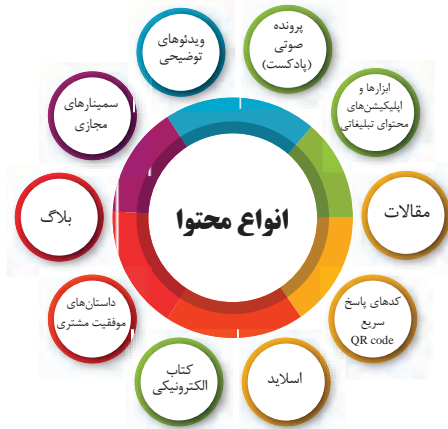 انواع محتوا
پرونده
صوتی
(پادکست)
ابزارها و
اپلیکیشن‌های
محتوای تبلیغاتی
مقالات
کدهای پاسخ
سریع
QR code
اسلاید
کتاب
الکترونیکی
داستان‌های
موفقیت مشتری
بلاگ
سمینارهای
مجازی
ویدئوهای
توضیحی